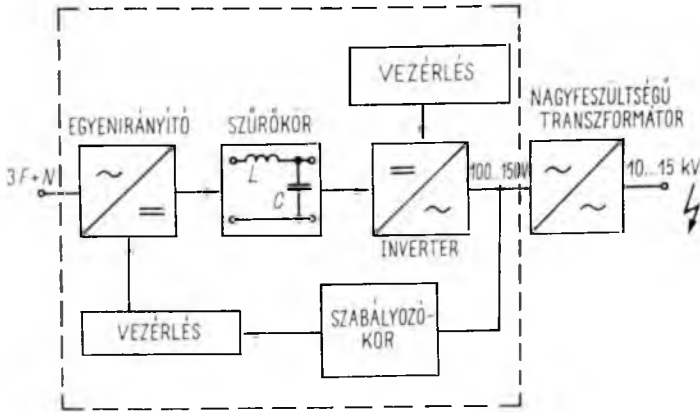 VEZÉRLÉS
NAGYFESZÜLTSÉGŰ
TRANSZFORMÁTOR
EGYENIRÁNYÍTÓ
SZŰRŐKÖR
3F+N
L
C
100...150V
10...15 kV
INVERTER
VEZÉRLÉS
SZABÁLYOZÓ-
KÖR